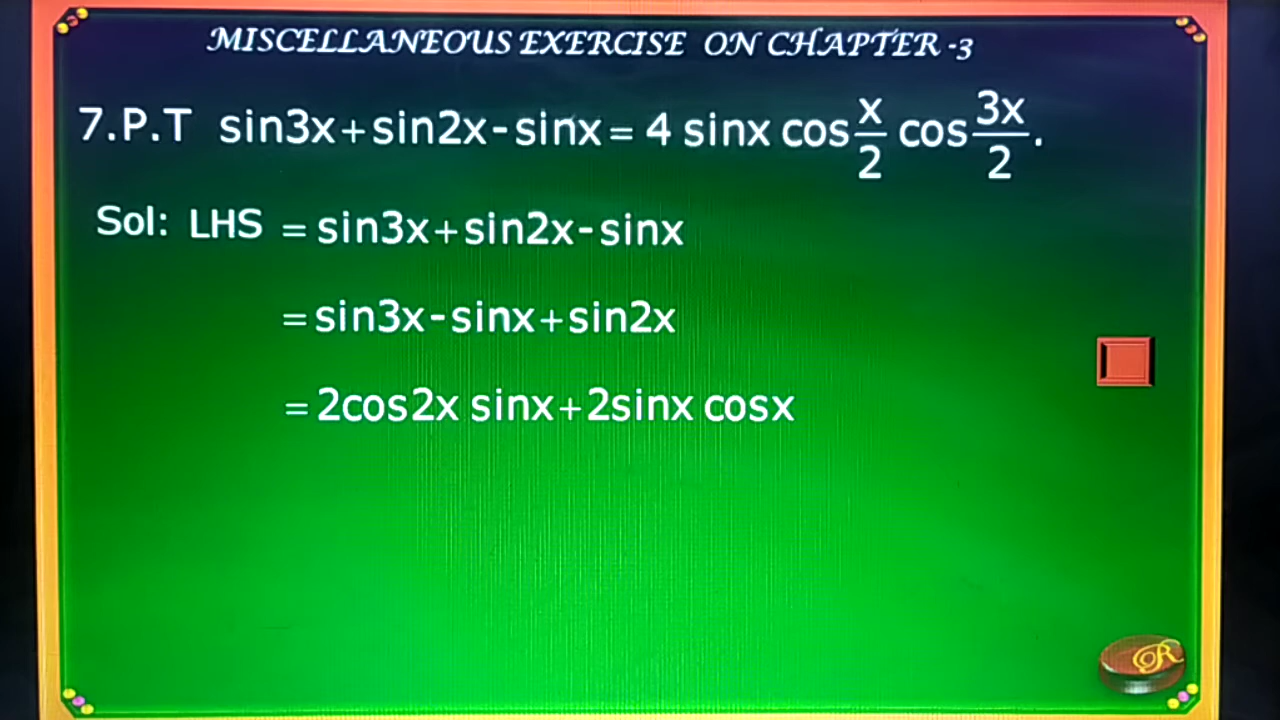 MISCELLANEOUS EXERCISE ON CHAPTER -3
7.P.T sin3x+sin2x-sinx= 4 sinx cos x/2 cos 3x/2.
Sol: LHS = sin3x+sin2x-sinx
=sin3x-sinx+sin2x
=2cos2x sinx+2sinx cosx